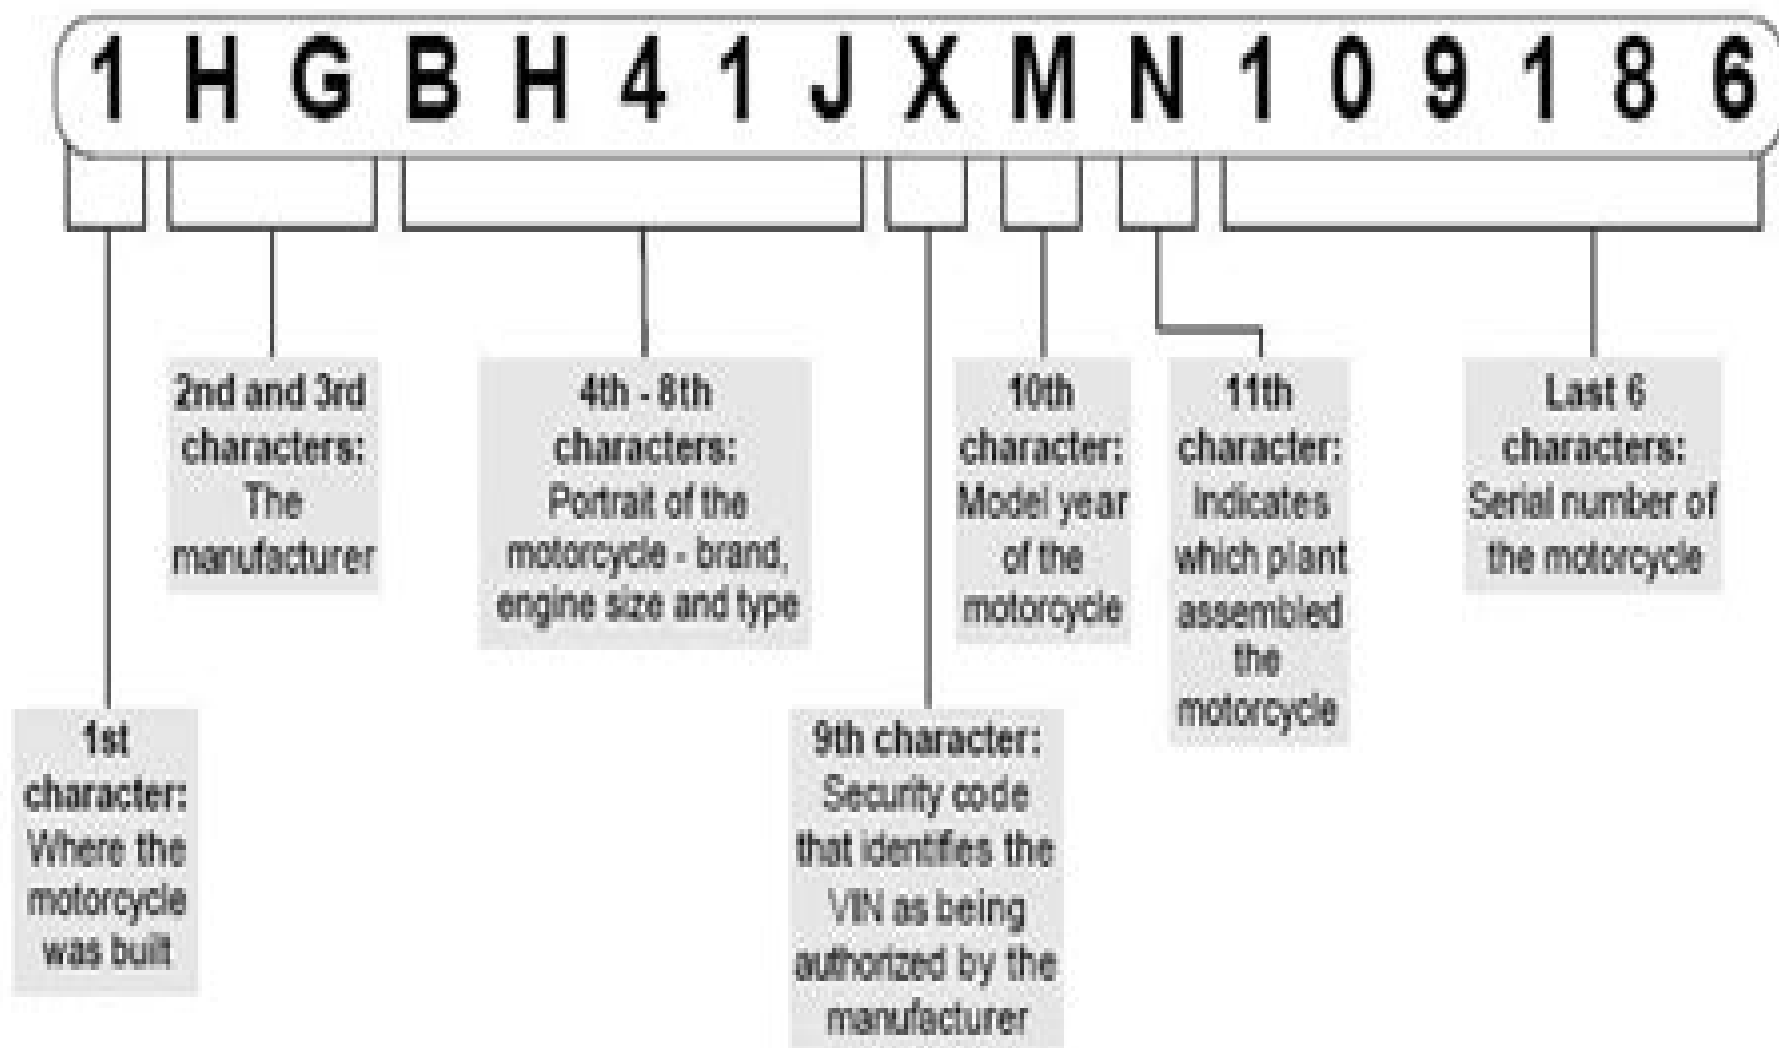 1 H G B H 4 1 J X M N 1 0 9 1 8 6
2nd and 3rd
characters:
The
manufacturer
4th - 8th
characters:
Portrait of the
motorcycle - brand,
engine size and type
10th
character:
Model year
of the
motorcycle
11th
character:
Indicates
which plant
assembled
the
motorcycle
Last 6
characters:
Serial number of
the motorcycle
1st
character:
Where the
motorcycle
was built
9th character:
Security code
that identifies the
VIN as being
authorized by the
manufacturer